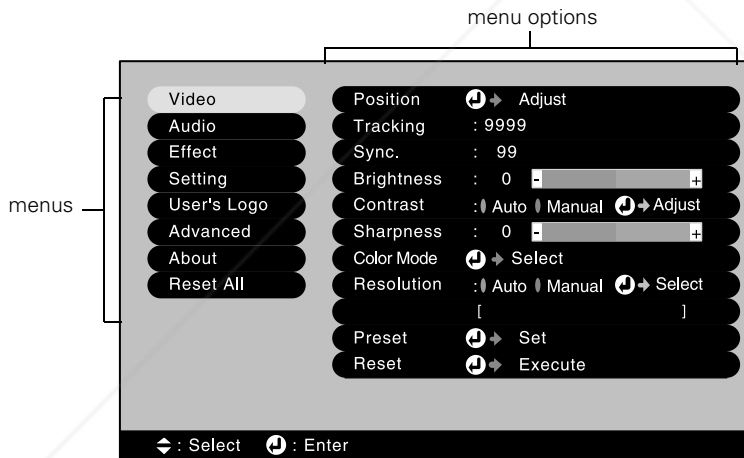 menu options
menus
Video
Audio
Effect
Setting
User's Logo
Advanced
About
Reset All
Position Adjust
Tracking : 9999
Sync. : 99
Brightness : 0 - +
Contrast : Auto Manual Adjust
Sharpness : 0 - +
Color Mode Select
Resolution : Auto Manual Select
[ ]
Preset Set
Reset Execute
: Select : Enter